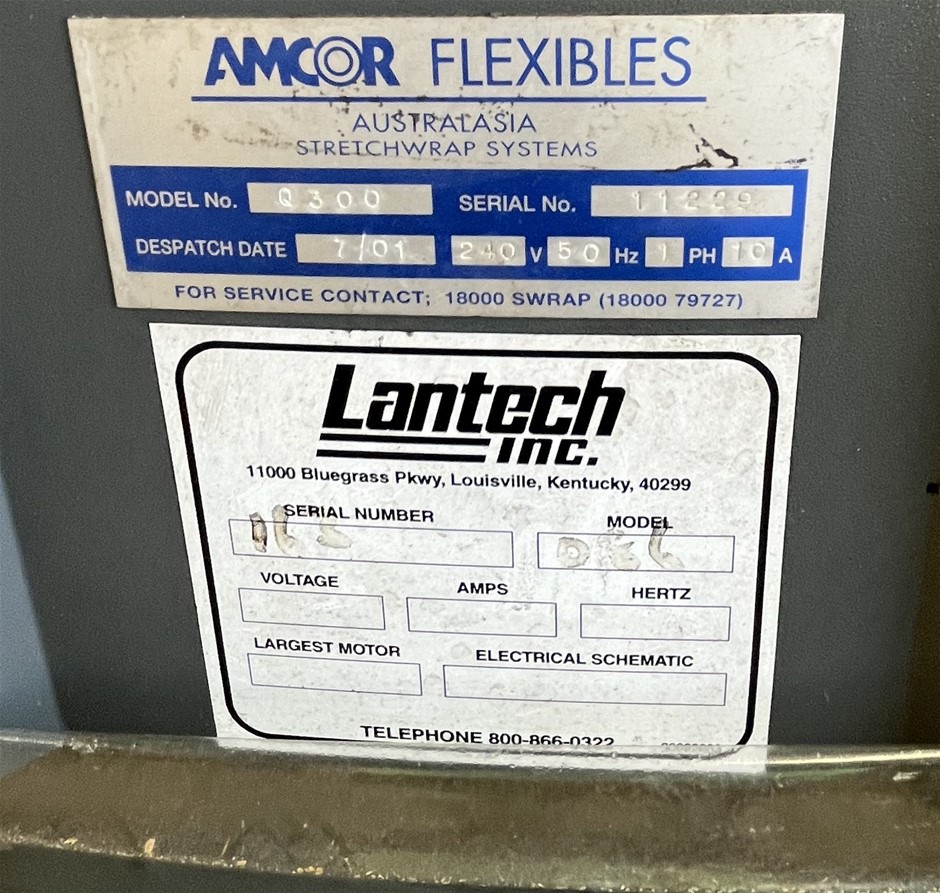 AMCOR FLEXIBLES
AUSTRALASIA
STRETCHWRAP SYSTEMS
MODEL No. Q300 SERIAL No. 11229
DESPATCH DATE 7/01 240 V 50 Hz 1 PH 10 A
FOR SERVICE CONTACT; 18000 SWRAP (18000 79727)
Lantech
inc.
11000 Bluegrass Pkwy, Louisville, Kentucky, 40299
SERIAL NUMBER MODEL
VOLTAGE AMPS HERTZ
LARGEST MOTOR ELECTRICAL SCHEMATIC
TELEPHONE 800-866-0322